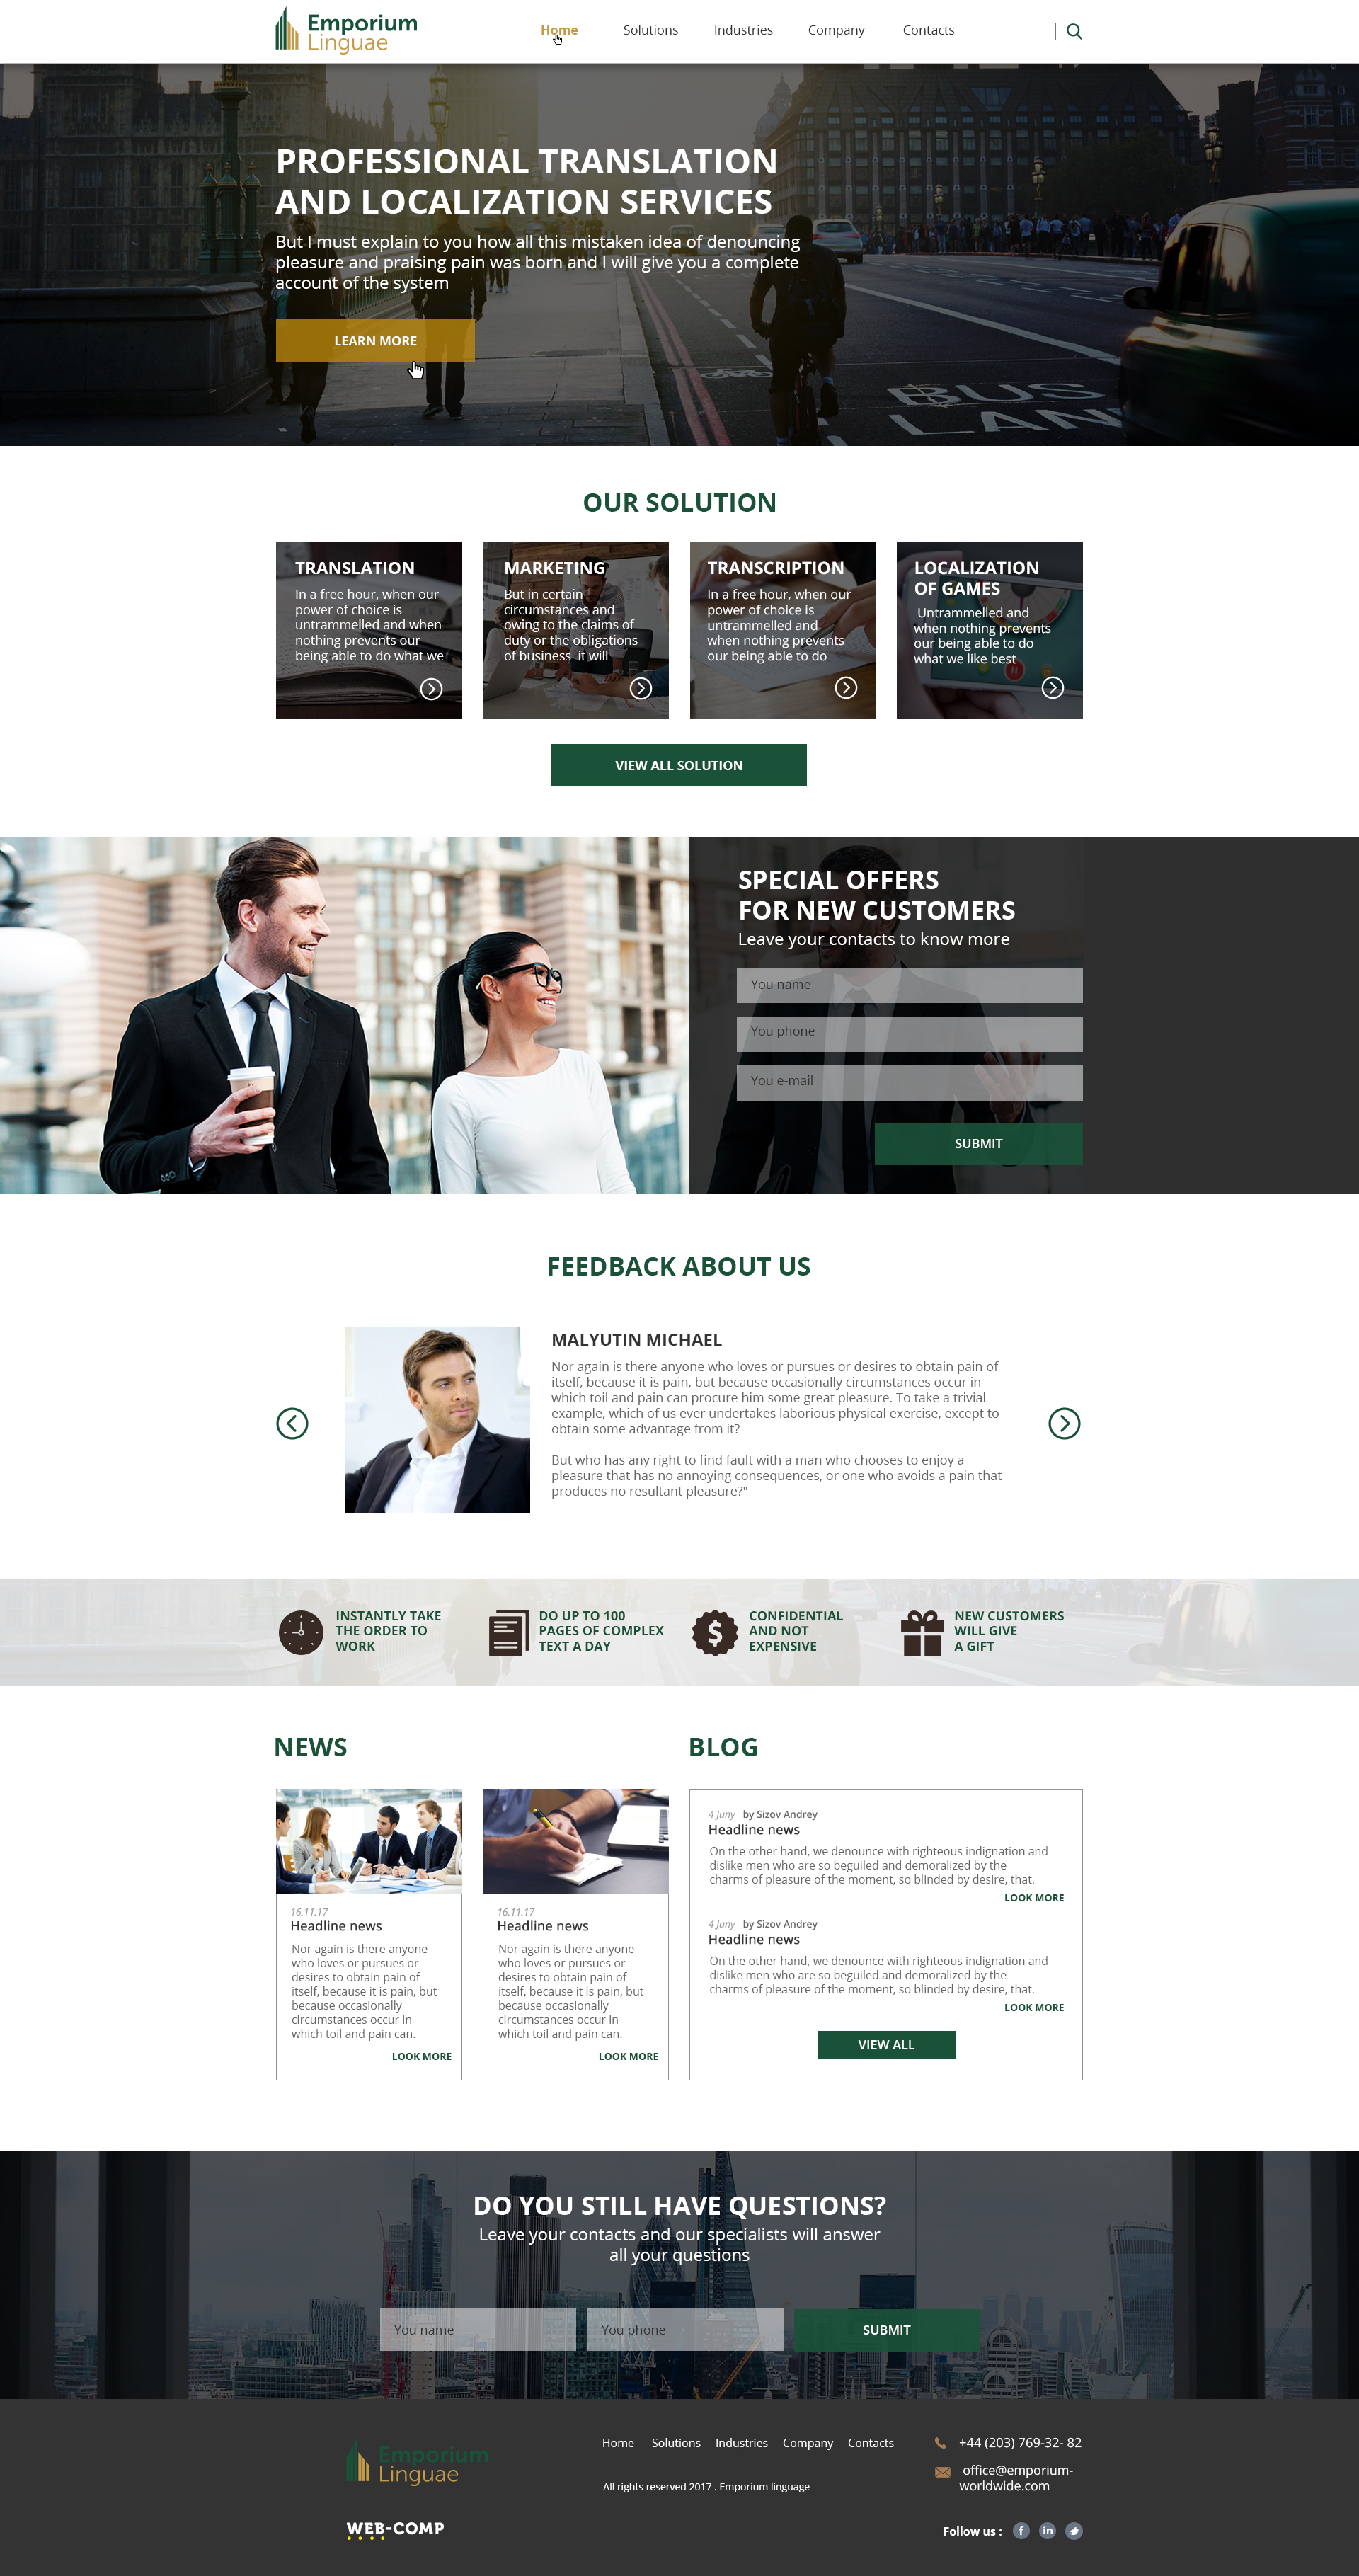 Emporium
Linguae
Home
Solutions
Industries
Company
Contacts
PROFESSIONAL TRANSLATION
AND LOCALIZATION SERVICES
But I must explain to you how all this mistaken idea of denouncing
pleasure and praising pain was born and I will give you a complete
account of the system
LEARN MORE
BUS
LAN
OUR SOLUTION
TRANSLATION
In a free hour, when our
power of choice is
untrammelled and when
nothing prevents our
being able to do what we
MARKETING
But in certain
circumstances and
owing to the claims of
duty or the obligations
of business it will
TRANSCRIPTION
In a free hour, when our
power of choice is
untrammelled and
when nothing prevents
our being able to do
LOCALIZATION
OF GAMES
Untrammelled and
when nothing prevents
our being able to do
what we like best
VIEW ALL SOLUTION
SPECIAL OFFERS
FOR NEW CUSTOMERS
Leave your contacts to know more
You name
You phone
You e-mail
SUBMIT
FEEDBACK ABOUT US
MALYUTIN MICHAEL
Nor again is there anyone who loves or pursues or desires to obtain pain of
itself, because it is pain, but because occasionally circumstances occur in
which toil and pain can procure him some great pleasure. To take a trivial
example, which of us ever undertakes laborious physical exercise, except to
obtain some advantage from it?
But who has any right to find fault with a man who chooses to enjoy a
pleasure that has no annoying consequences, or one who avoids a pain that
produces no resultant pleasure?"
INSTANTLY TAKE
THE ORDER TO
WORK
DO UP TO 100
PAGES OF COMPLEX
TEXT A DAY
$
CONFIDENTIAL
AND NOT
EXPENSIVE
NEW CUSTOMERS
WILL GIVE
A GIFT
NEWS
16.11.17
Headline news
Nor again is there anyone
who loves or pursues or
desires to obtain pain of
itself, because it is pain, but
because occasionally
circumstances occur in
which toil and pain can.
LOOK MORE
16.11.17
Headline news
Nor again is there anyone
who loves or pursues or
desires to obtain pain of
itself, because it is pain, but
because occasionally
circumstances occur in
which toil and pain can.
LOOK MORE
BLOG
4 Juny by Sizov Andrey
Headline news
On the other hand, we denounce with righteous indignation and
dislike men who are so beguiled and demoralized by the
charms of pleasure of the moment, so blinded by desire, that.
LOOK MORE
4 Juny by Sizov Andrey
Headline news
On the other hand, we denounce with righteous indignation and
dislike men who are so beguiled and demoralized by the
charms of pleasure of the moment, so blinded by desire, that.
LOOK MORE
VIEW ALL
DO YOU STILL HAVE QUESTIONS?
Leave your contacts and our specialists will answer
all your questions
You name
You phone
SUBMIT
Emporium
Linguae
Home
Solutions
Industries
Company
Contacts
All rights reserved 2017 . Emporium linguage
+44 (203) 769-32- 82
office@emporium-
worldwide.com
WEB-COMP
Follow us :
f
in